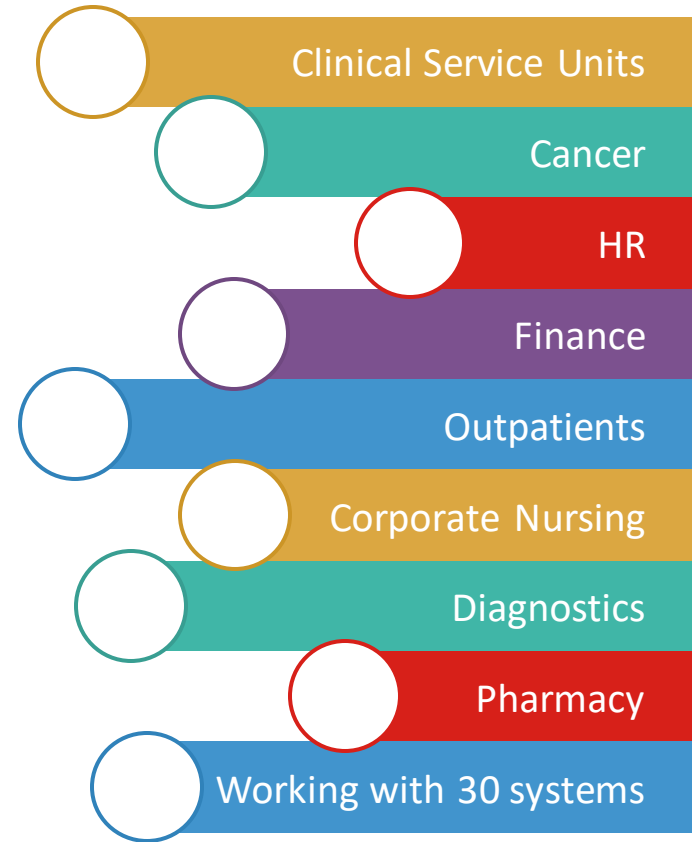 Clinical Service Units
Cancer
HR
Finance
Outpatients
Corporate Nursing
Diagnostics
Pharmacy
Working with 30 systems